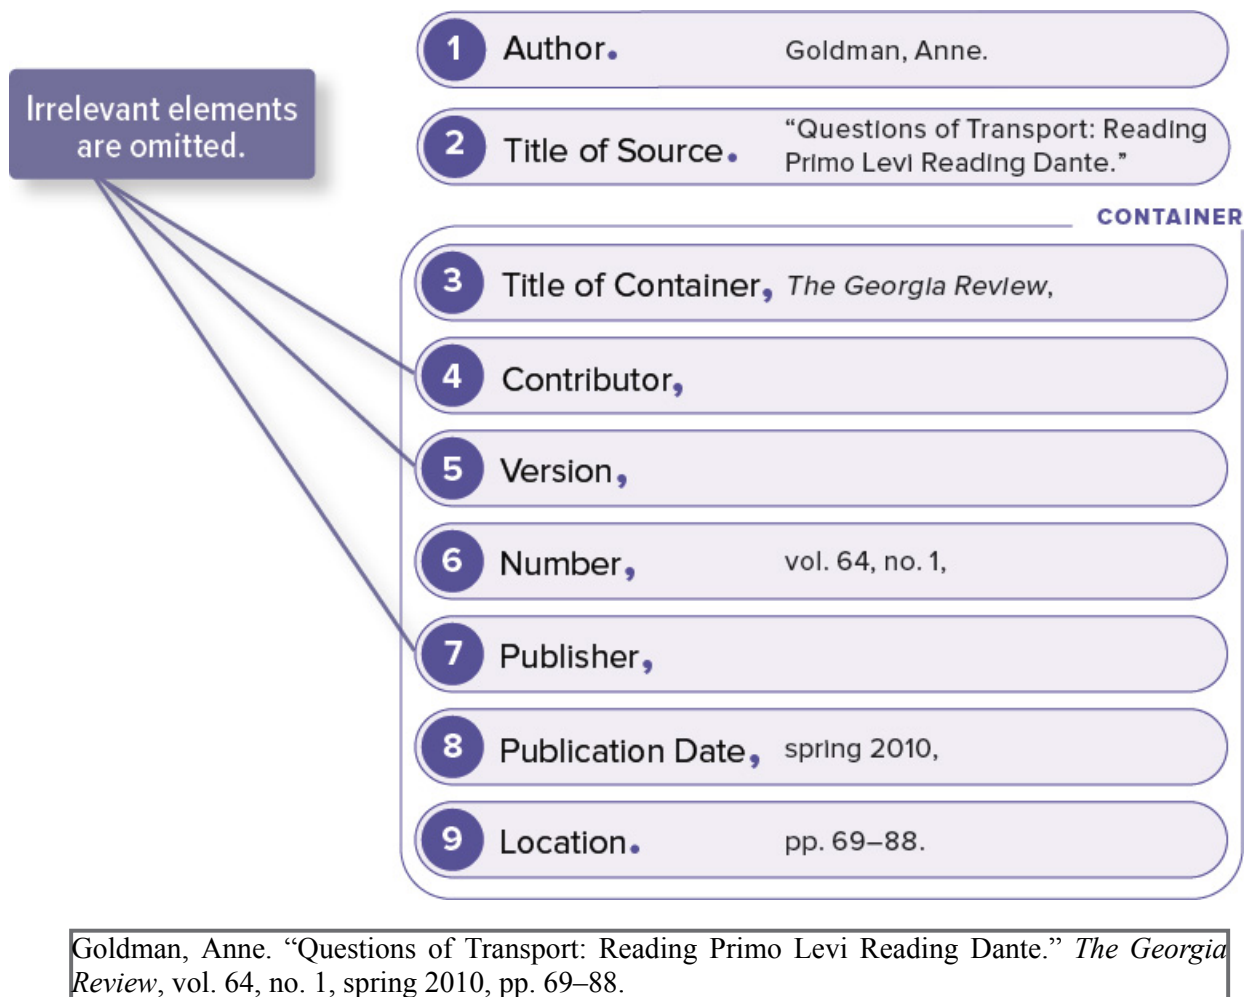 1 Author. Goldman, Anne.
Irrelevant elements
are omitted.
2 Title of Source. “Questions of Transport: Reading
Primo Levi Reading Dante.”
CONTAINER
3 Title of Container, The Georgia Review,
4 Contributor,
5 Version,
6 Number, vol. 64, no. 1,
7 Publisher,
8 Publication Date, spring 2010,
9 Location. pp. 69–88.
Goldman, Anne. “Questions of Transport: Reading Primo Levi Reading Dante.” The Georgia
Review, vol. 64, no. 1, spring 2010, pp. 69–88.